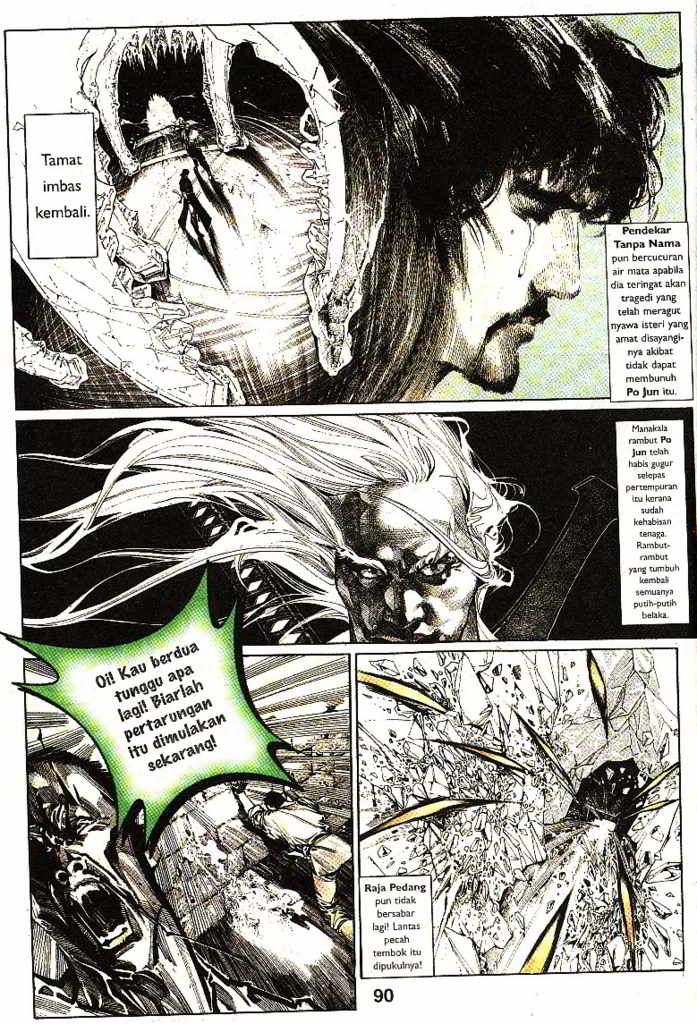 Tamat
imbas
kembali.
Pendekar
Tanpa Nama
pun bercucuran
air mata apabila
dia teringat akan
tragedi yang
telah meragut
nyawa isteri yang
amat disayangi-
nya akibat
tidak dapat
membunuh
Po Jun itu.
Manakala
rambut Po
Jun telah
habis gugur
selepas
pertempuran
itu kerana
sudah
kehabisan
tenaga.
Rambut-
rambut
yang tumbuh
kembali
semuanya
putih-putih
belaka.
Oi! Kau berdua
tunggu apa
lagi! Biarlah
pertarungan
itu dimulakan
sekarang!
Raja Pedang
pun tidak
bersabar
lagi! Lantas
pecah
tembok itu
dipukulnya!
90